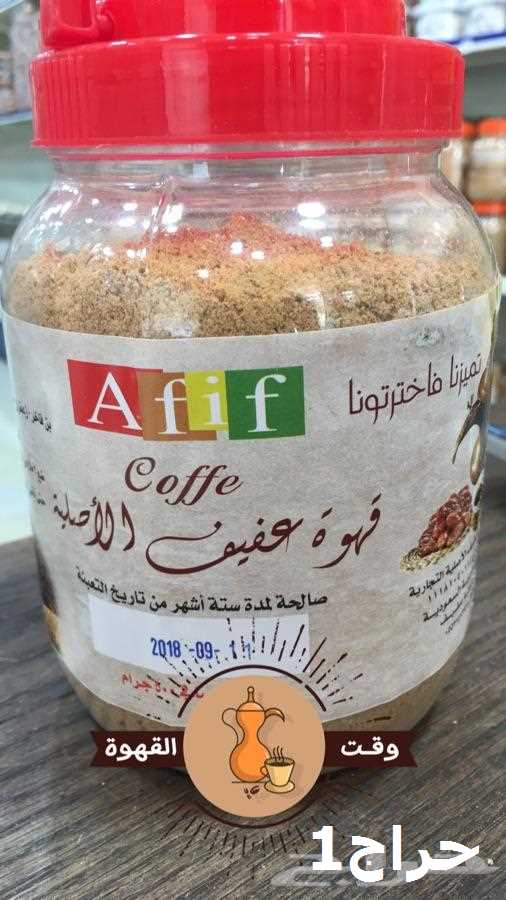 Afif
تميزنا فاخترتونا
Coffe
قهوة عفيف الأصلية
صالحة لمدة ستة أشهر من تاريخ التعبئة
2018 -09- 11
جرام
وقت القهوة
حراج1